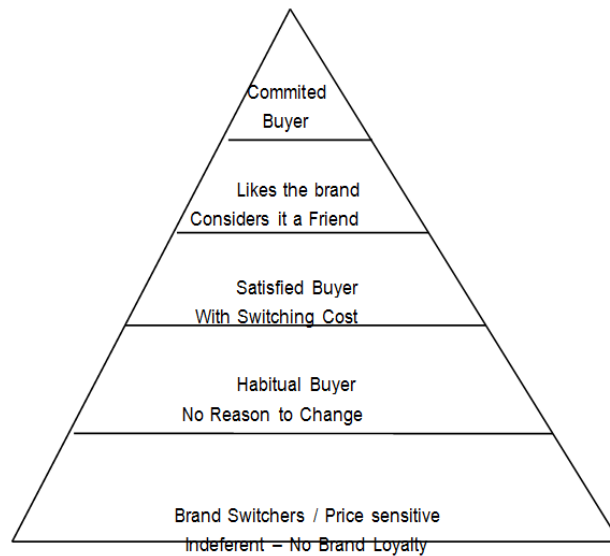 Commited
Buyer
Likes the brand
Considers it a Friend
Satisfied Buyer
With Switching Cost
Habitual Buyer
No Reason to Change
Brand Switchers / Price sensitive
Indeferent – No Brand Loyalty